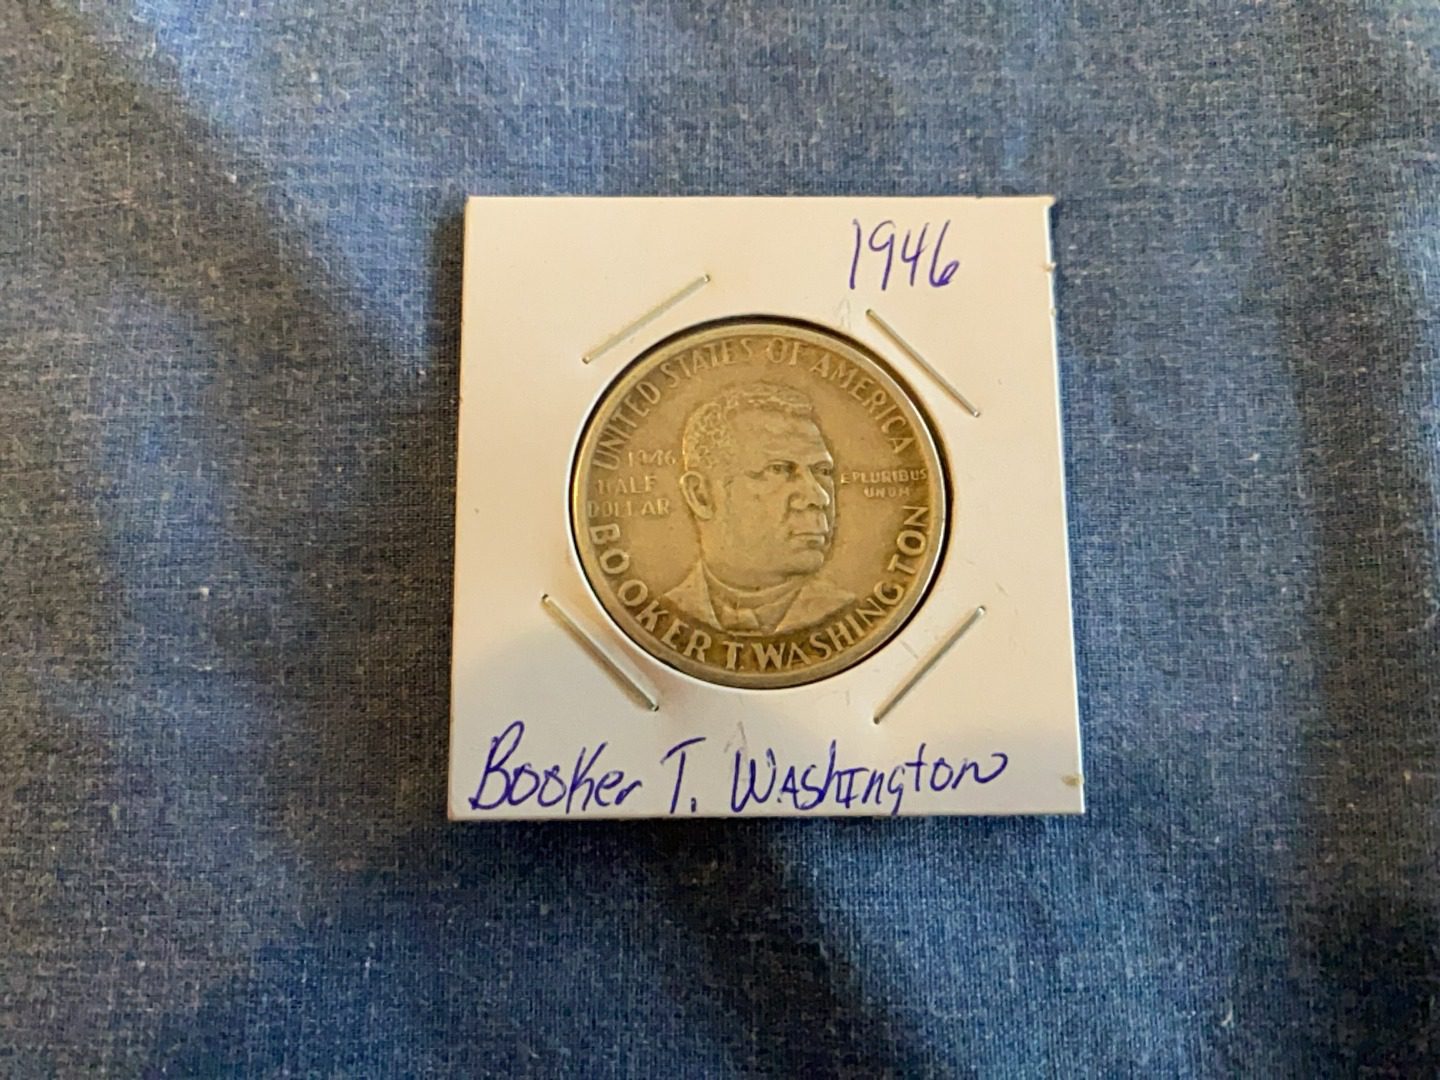 1946
UNITED STATES OF AMERICA
1946
HALF
DOLLAR
E PLURIBUS
UNUM
BOOKER T. WASHINGTON
Booker T. Washington